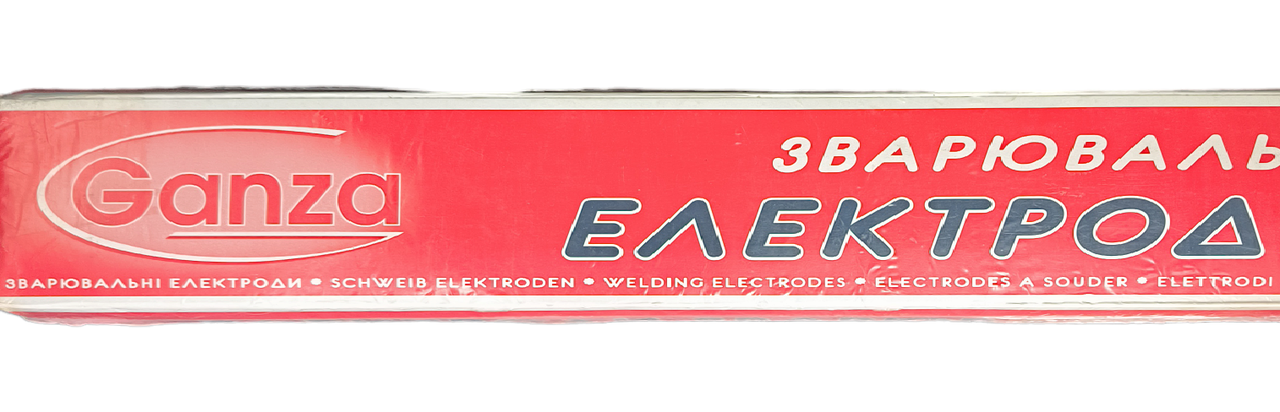 Ganza
ЗВАРЮВАЛЬ
ЕЛЕКТРОД
ЗВАРЮВАЛЬНІ ЕЛЕКТРОДИ • SCHWEIB ELEKTRODEN • WELDING ELECTRODES • ELECTRODES A SOUDER • ELETTRODI